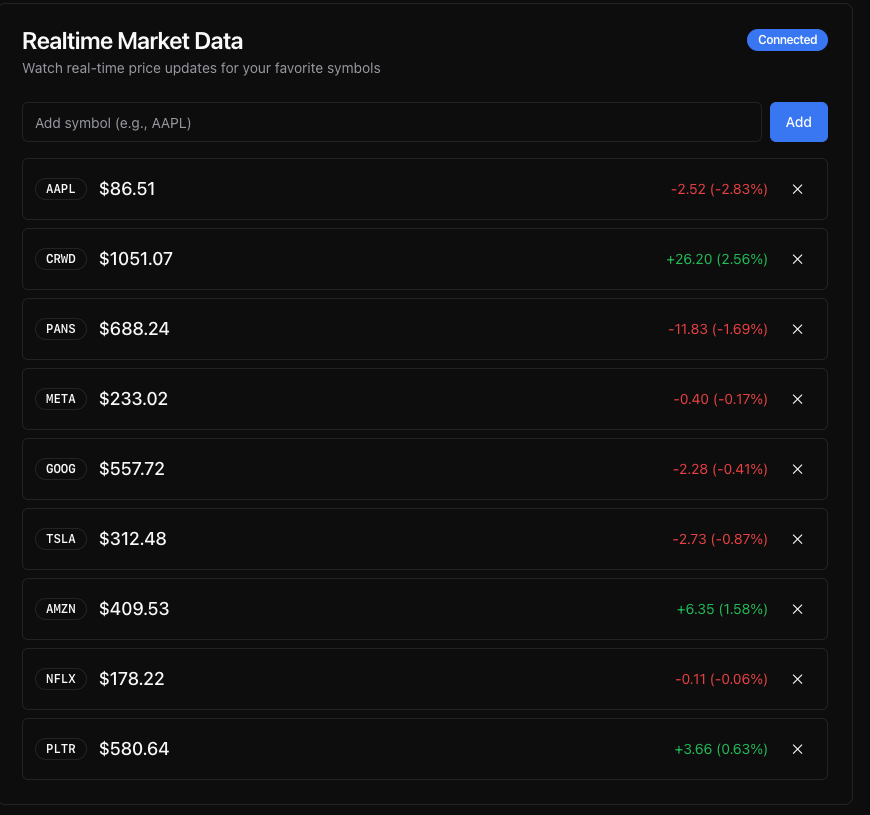 Realtime Market Data
Connected
Watch real-time price updates for your favorite symbols
Add symbol (e.g., AAPL)
Add
AAPL $86.51 -2.52 (-2.83%)
CRWD $1051.07 +26.20 (2.56%)
PANS $688.24 -11.83 (-1.69%)
META $233.02 -0.40 (-0.17%)
GOOG $557.72 -2.28 (-0.41%)
TSLA $312.48 -2.73 (-0.87%)
AMZN $409.53 +6.35 (1.58%)
NFLX $178.22 -0.11 (-0.06%)
PLTR $580.64 +3.66 (0.63%)